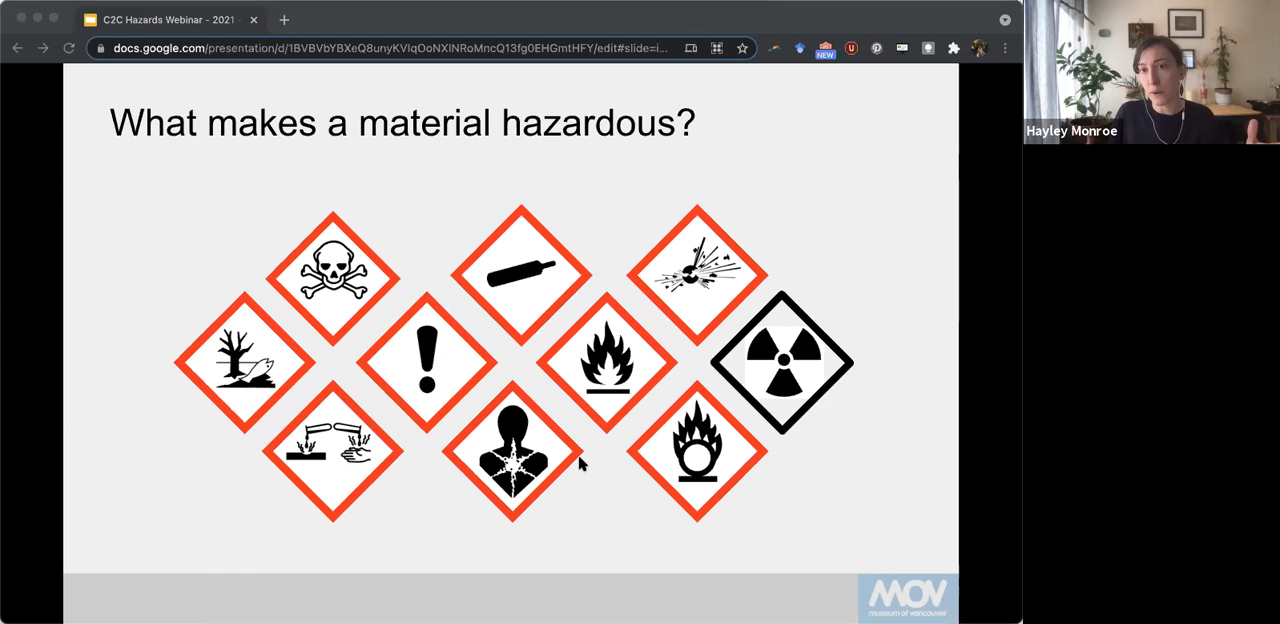 C2C Hazards Webinar - 2021 -
docs.google.com/presentation/d/1BVBVbYBXeQ8unyKVIqOoNXINRoMncQ13fg0EHGmtHFY/edit#slide=i...
NEW
What makes a material hazardous?
Hayley Monroe
MOV
museum of vancouver